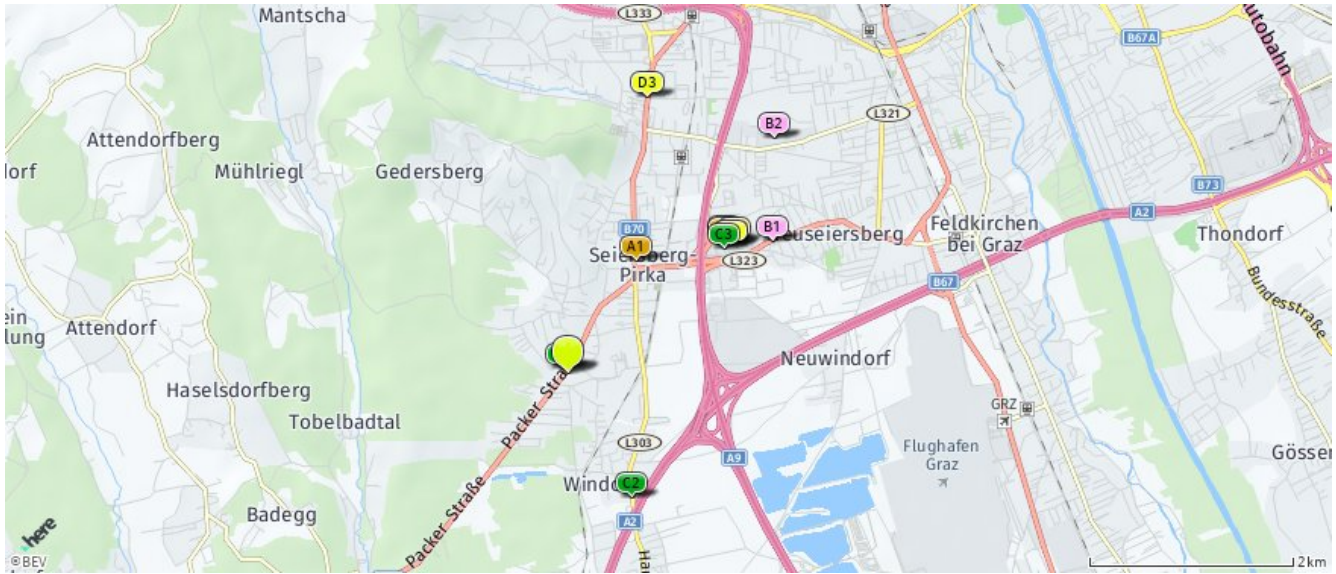 Mantscha
L333
B67A
utobahn
D3
B2
L321
Attendorfberg
Mühlriegl
Gedersberg
B73
A2
B70
C3
B1
Feldkirchen
bei Graz
Thondorf
A1
L323
Pirka
B67
Bundesstraße
Attendorf
Neuwindorf
Haselsdorfberg
Tobelbadtal
GRZ
Packer Straße
L303
Flughafen
Graz
A9
C2
Badegg
Packer Straße
A2
here
©BEV
2km